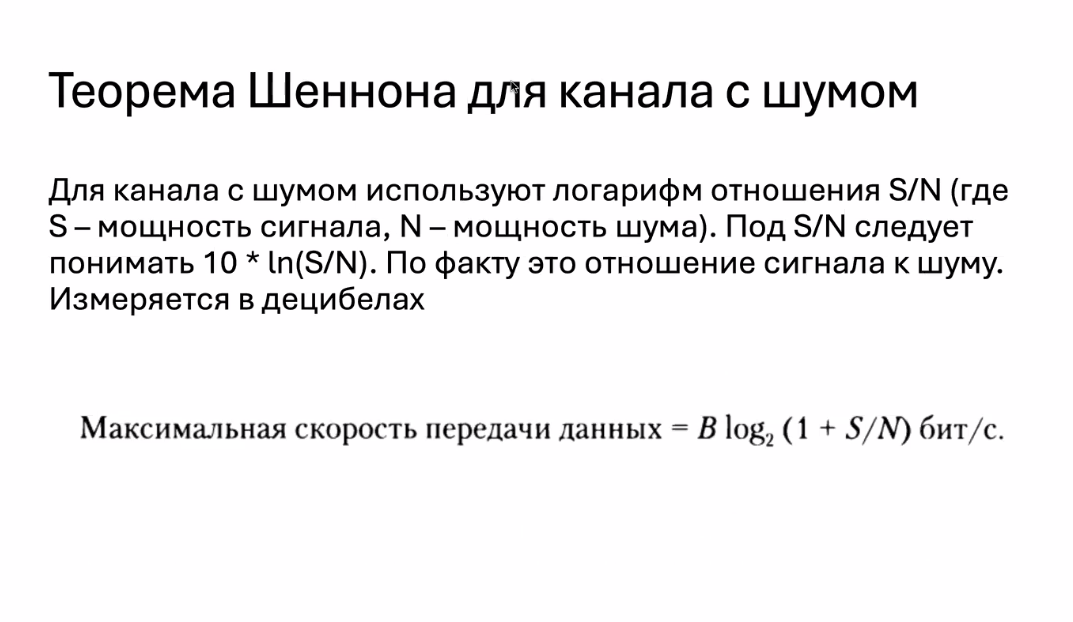 Теорема Шеннона для канала с шумом
Для канала с шумом используют логарифм отношения S/N (где
S – мощность сигнала, N – мощность шума). Под S/N следует
понимать 10 * ln(S/N). По факту это отношение сигнала к шуму.
Измеряется в децибелах
Максимальная скорость передачи данных = B log₂ (1 + S/N) бит/с.